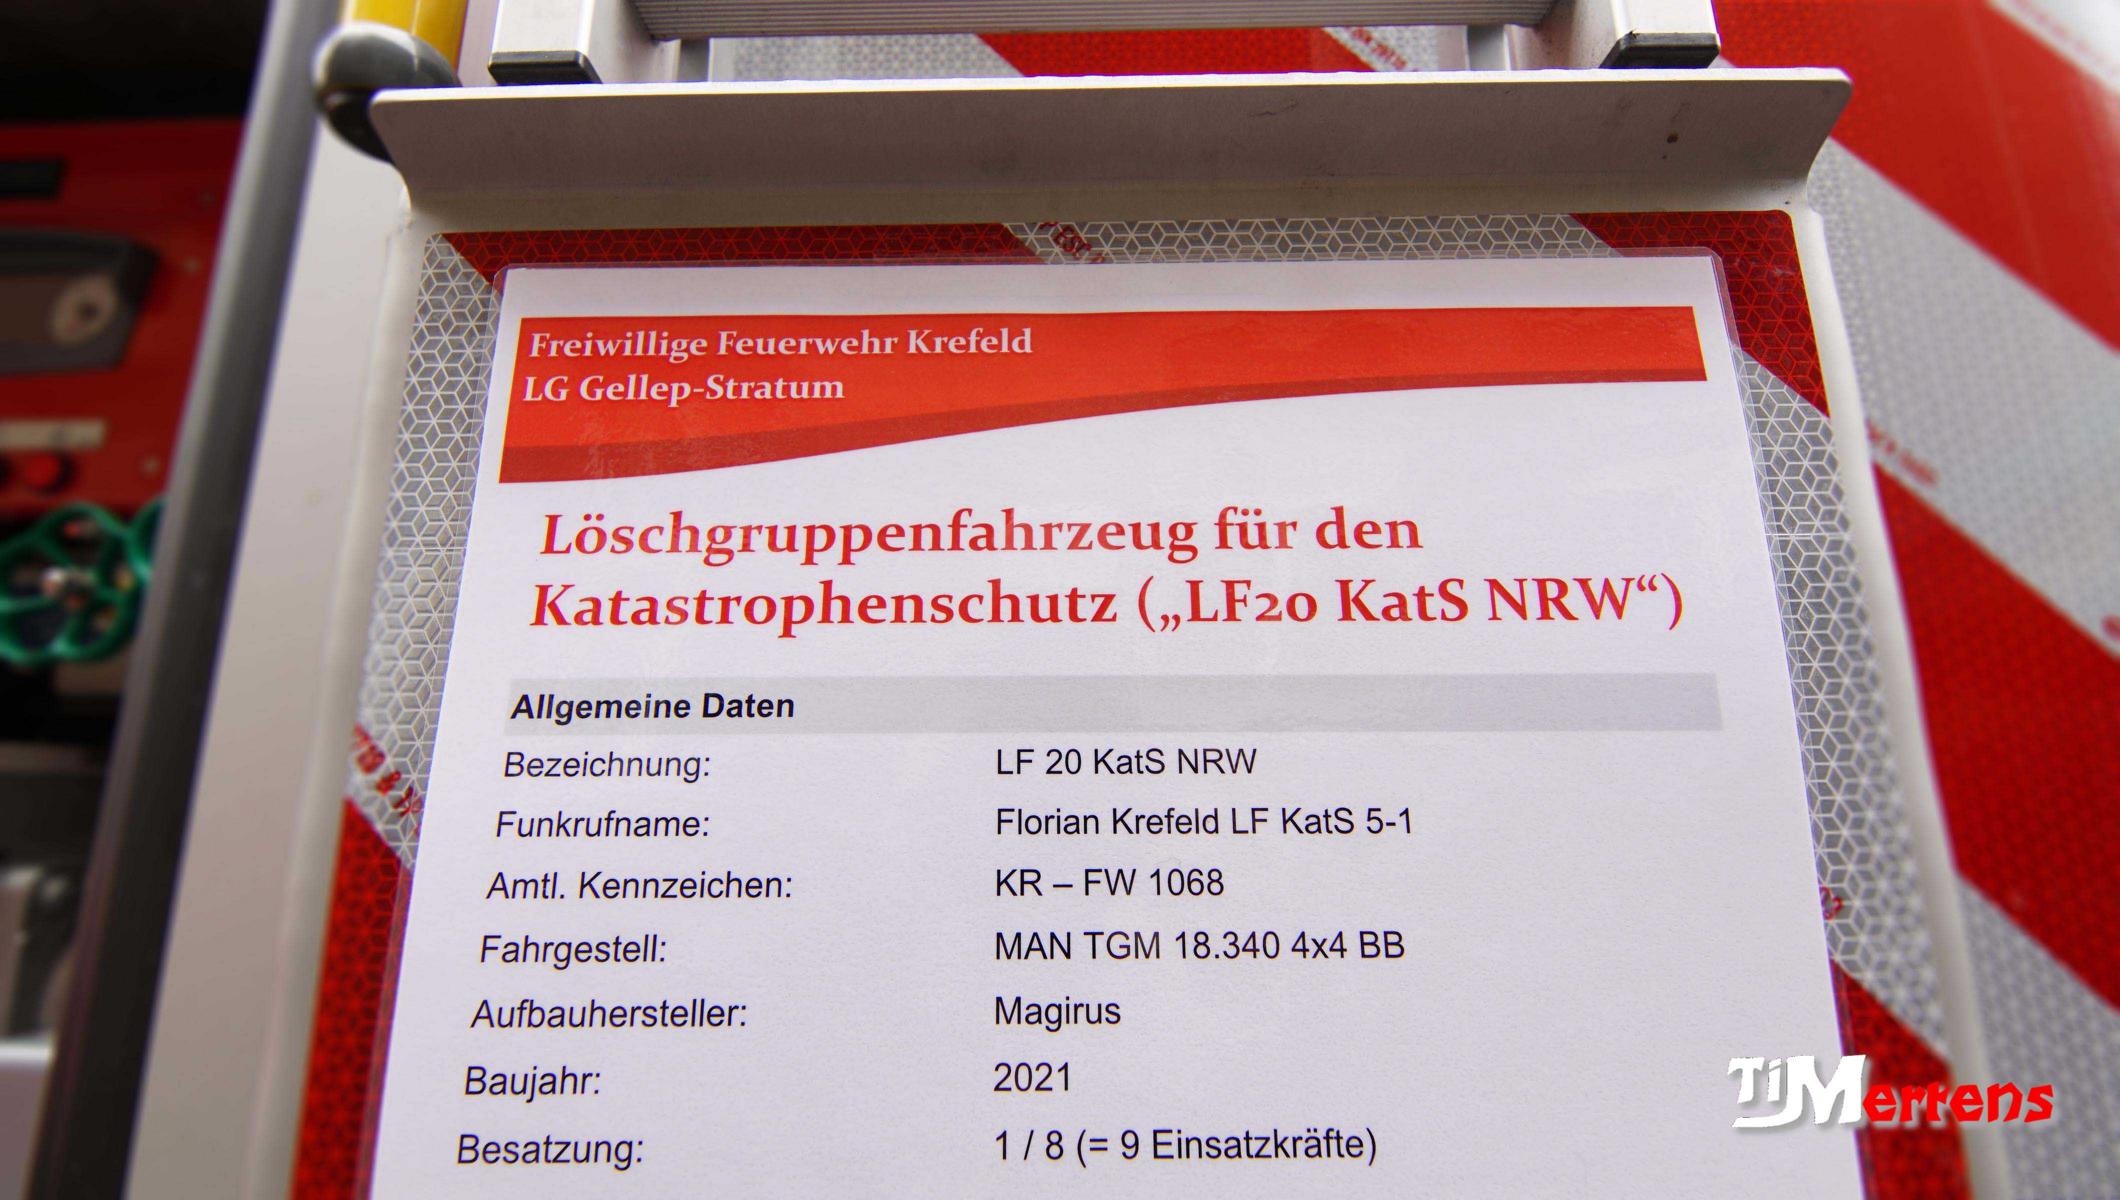 Freiwillige Feuerwehr Krefeld
LG Gellep-Stratum
Löschgruppenfahrzeug für den
Katastrophenschutz („LF20 KatS NRW“)
Allgemeine Daten
Bezeichnung: LF 20 KatS NRW
Funkrufname: Florian Krefeld LF KatS 5-1
Amtl. Kennzeichen: KR – FW 1068
Fahrgestell: MAN TGM 18.340 4x4 BB
Aufbauhersteller: Magirus
Baujahr: 2021
Besatzung: 1 / 8 (= 9 Einsatzkräfte)
TiMertens